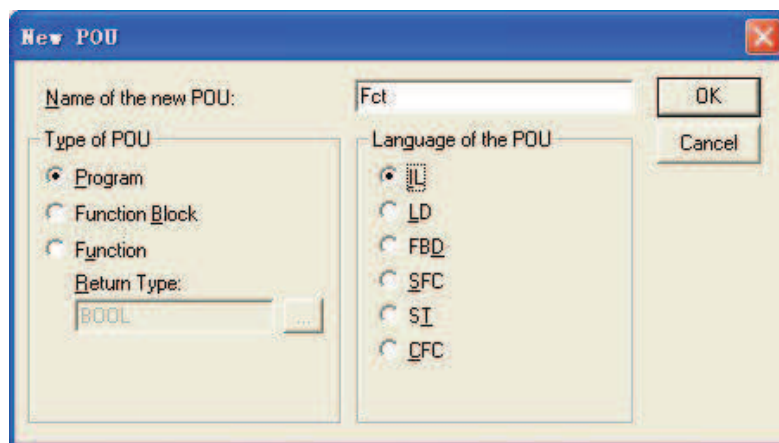 New POU
Name of the new POU:
Fct
OK
Cancel
Type of POU
Program
Function Block
Function
Return Type:
BOOL
...
Language of the POU
IL
LD
FBD
SFC
ST
CFC